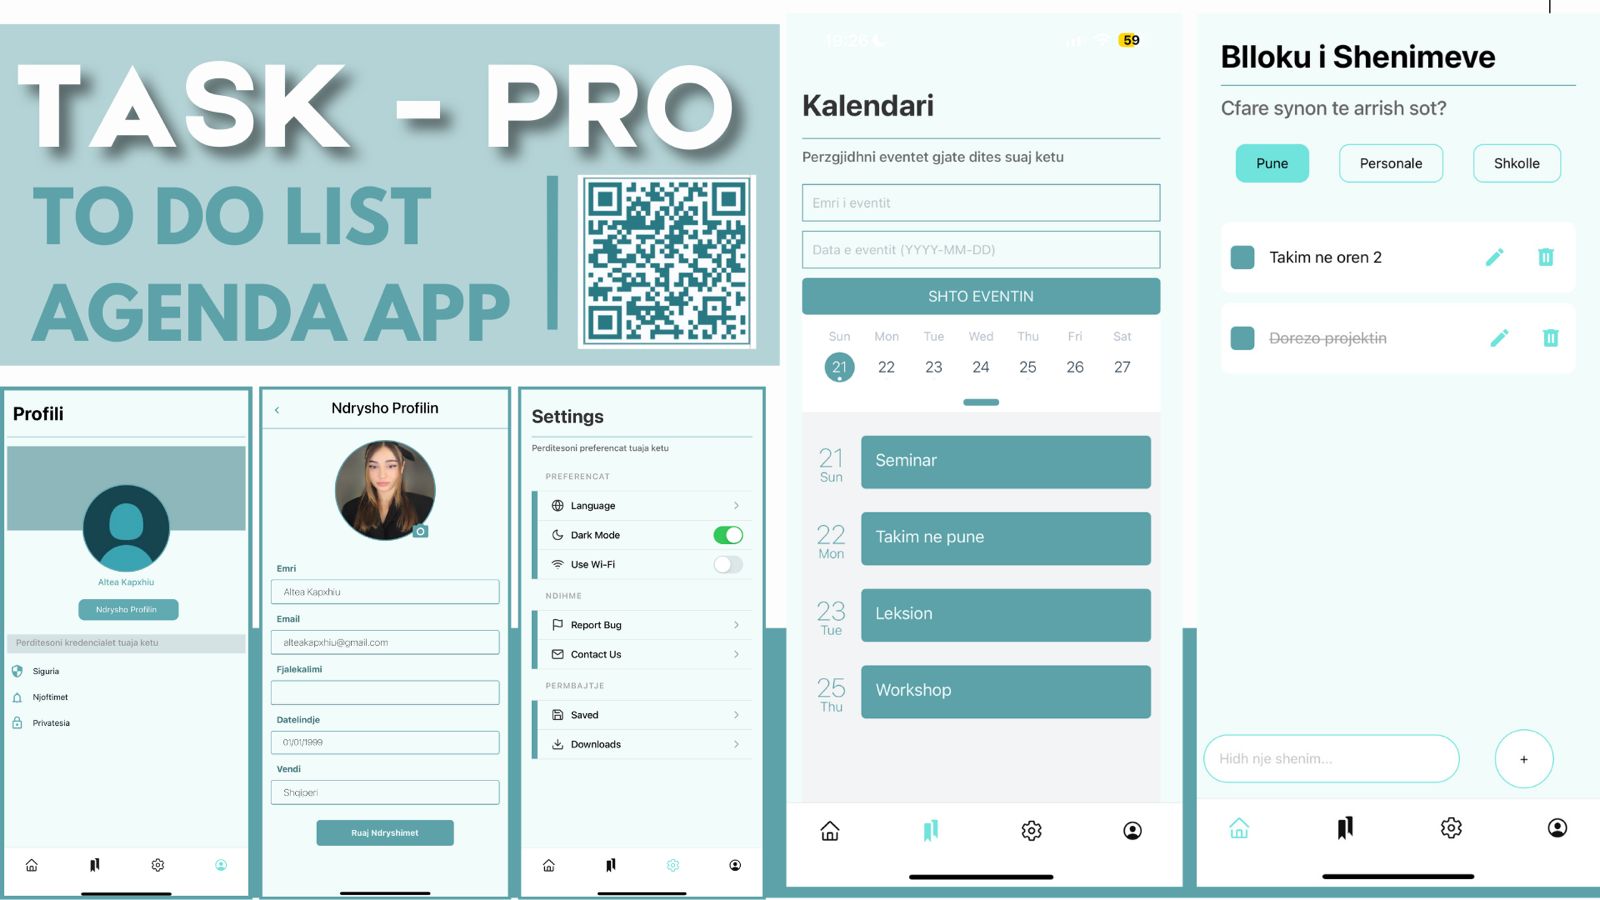 TASK - PRO
TO DO LIST
AGENDA APP
Profili
Altea Kapxhiu
Ndrysho Profilin
Perditesoni kredencialet tuaja ketu
Siguria
Njoftimet
Privatesia
Ndrysho Profilin
Emri
Altea Kapxhiu
Email
alteakapxhiu@gmail.com
Fjalekalimi
Datelindje
01/01/1999
Vendi
Shqiperi
Ruaj Ndryshimet
Settings
Perditesoni preferencat tuaja ketu
PREFERENCAT
Language
Dark Mode
Use Wi-Fi
NDIHME
Report Bug
Contact Us
PERMBAJTJE
Saved
Downloads
59
Kalendari
Perzgjidhni eventet gjate dites suaj ketu
Emri i eventit
Data e eventit (YYYY-MM-DD)
SHTO EVENTIN
Sun Mon Tue Wed Thu Fri Sat
21 22 23 24 25 26 27
21 Seminar
Sun
22 Takim ne pune
Mon
23 Leksion
Tue
25 Workshop
Thu
Blloku i Shenimeve
Cfare synon te arrish sot?
Pune Personale Shkolle
Takim ne oren 2
Dorezo projektin
Hidh nje shenim... +